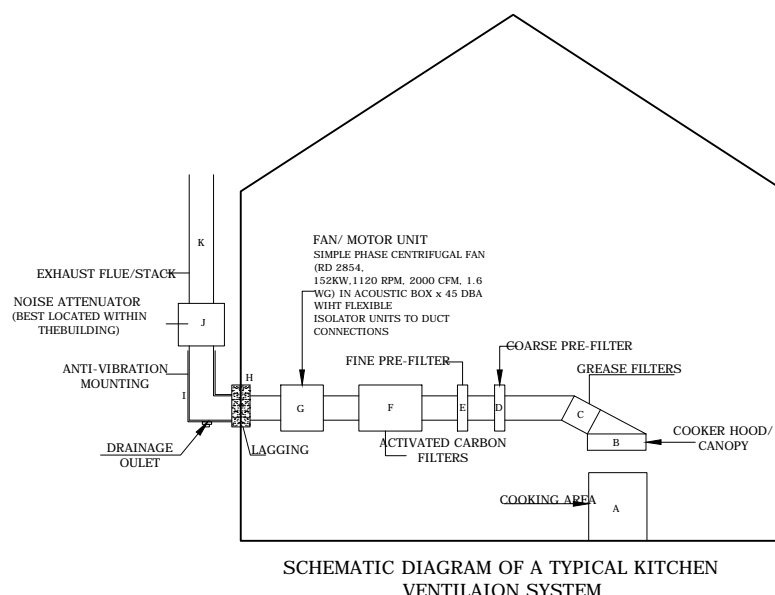 K
FAN/ MOTOR UNIT
SIMPLE PHASE CENTRIFUGAL FAN
(RD 2854,
152KW,1120 RPM, 2000 CFM, 1.6
WG) IN ACOUSTIC BOX x 45 DBA
WIHT FLEXIBLE
ISOLATOR UNITS TO DUCT
CONNECTIONS
EXHAUST FLUE/STACK
NOISE ATTENUATOR
(BEST LOCATED WITHIN
THEBUILDING)
J
ANTI-VIBRATION
MOUNTING
I
H
FINE PRE-FILTER
COARSE PRE-FILTER
GREASE FILTERS
G
F
E
D
C
B
COOKER HOOD/
CANOPY
DRAINAGE
OULET
LAGGING
ACTIVATED CARBON
FILTERS
COOKING AREA
A
SCHEMATIC DIAGRAM OF A TYPICAL KITCHEN
VENTILAION SYSTEM